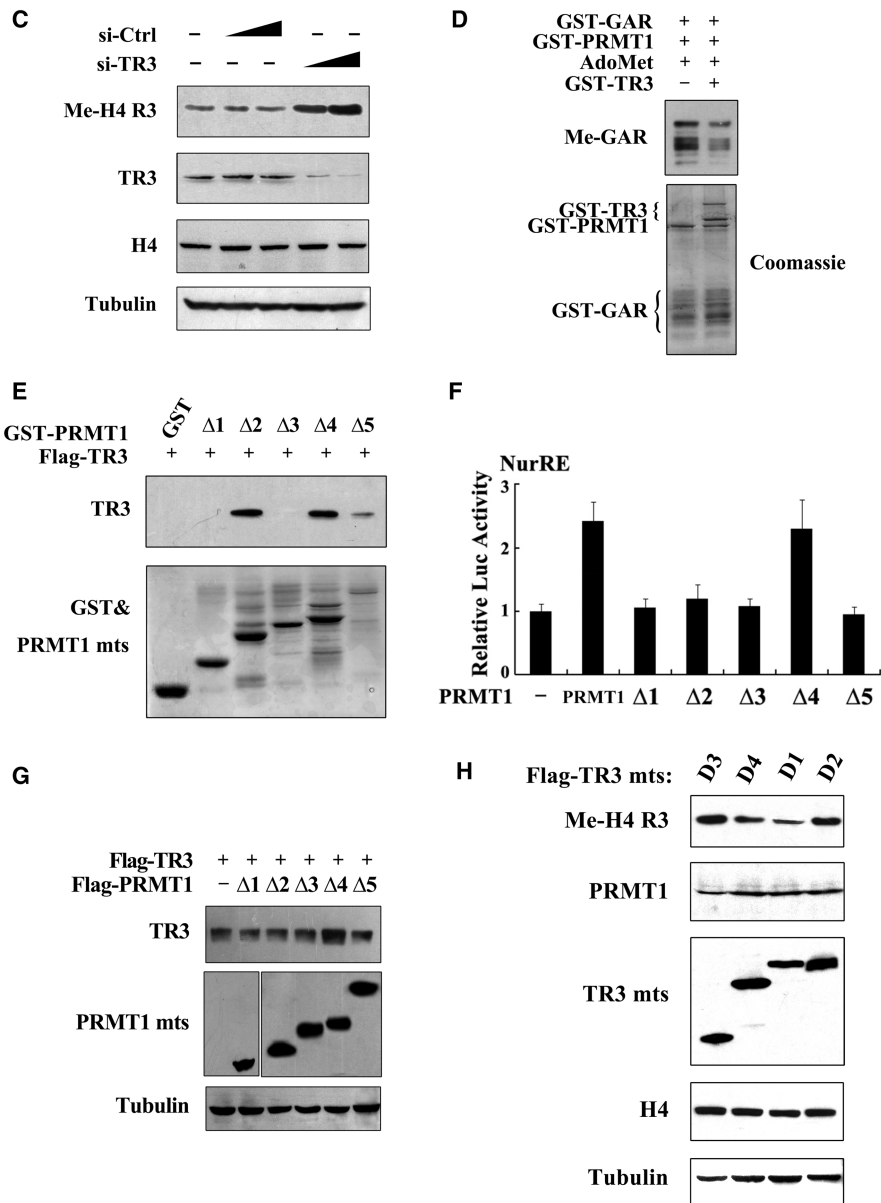 C
si-Ctrl – – –
si-TR3 – – –
Me-H4 R3
TR3
H4
Tubulin
D
GST-GAR + +
GST-PRMT1 + +
AdoMet + +
GST-TR3 – +
Me-GAR
GST-TR3 {
GST-PRMT1
Coomassie
GST-GAR {
E
GST-PRMT1 GST Δ1 Δ2 Δ3 Δ4 Δ5
Flag-TR3 + + + + + +
TR3
GST&
PRMT1 mts
F
NurRE
Relative Luc Activity
3
2
1
0
PRMT1 – PRMT1 Δ1 Δ2 Δ3 Δ4 Δ5
G
Flag-TR3 + + + + + +
Flag-PRMT1 – Δ1 Δ2 Δ3 Δ4 Δ5
TR3
PRMT1 mts
Tubulin
H
Flag-TR3 mts: D3 D4 D1 D2
Me-H4 R3
PRMT1
TR3 mts
H4
Tubulin